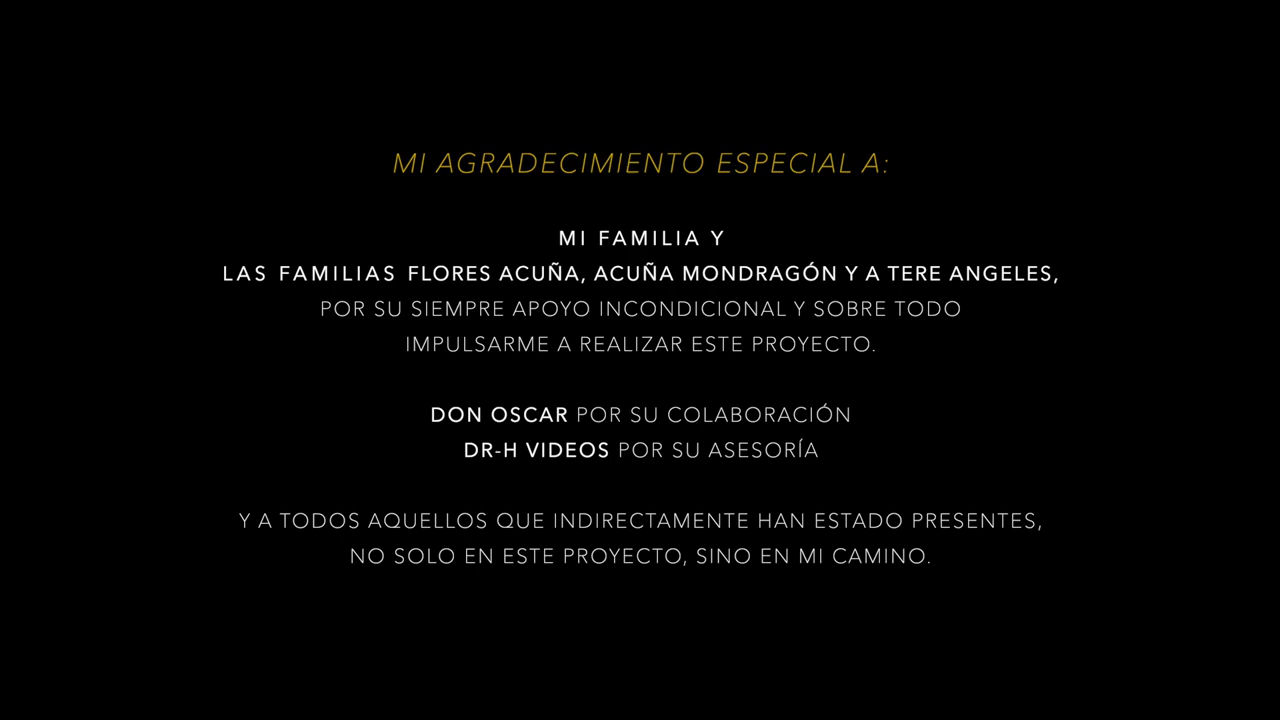 MI AGRADECIMIENTO ESPECIAL A:
MI FAMILIA Y
LAS FAMILIAS FLORES ACUÑA, ACUÑA MONDRAGÓN Y A TERE ANGELES,
POR SU SIEMPRE APOYO INCONDICIONAL Y SOBRE TODO
IMPULSARME A REALIZAR ESTE PROYECTO.
DON OSCAR POR SU COLABORACIÓN
DR-H VIDEOS POR SU ASESORÍA
Y A TODOS AQUELLOS QUE INDIRECTAMENTE HAN ESTADO PRESENTES,
NO SOLO EN ESTE PROYECTO, SINO EN MI CAMINO.